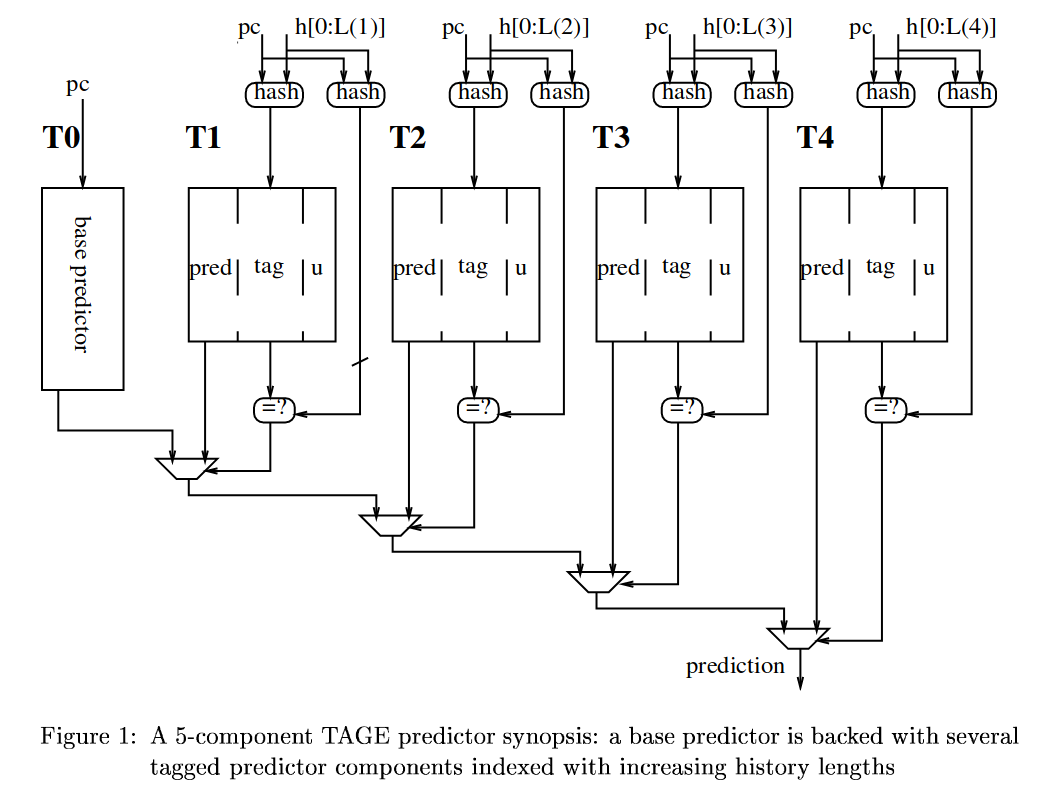 pc h[0:L(1)] pc h[0:L(2)] pc h[0:L(3)] pc h[0:L(4)]
pc hash hash hash hash hash hash hash hash
T0 T1 T2 T3 T4
base predictor
pred tag u pred tag u pred tag u pred tag u
=? =? =? =?
prediction
Figure 1: A 5-component TAGE predictor synopsis: a base predictor is backed with several
tagged predictor components indexed with increasing history lengths